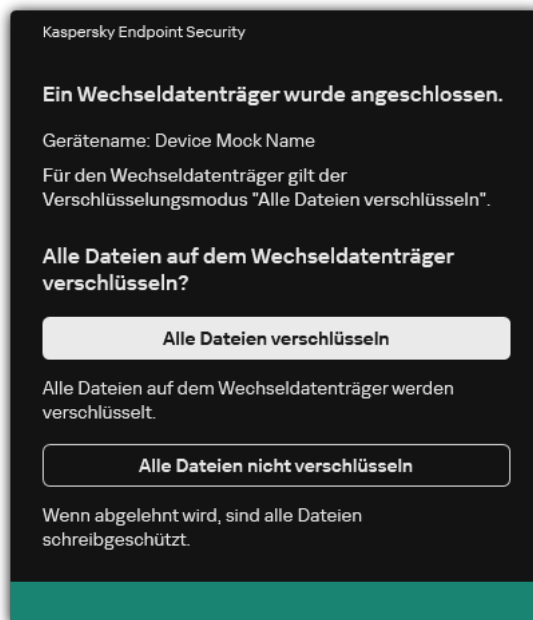 Kaspersky Endpoint Security
Ein Wechseldatenträger wurde angeschlossen.
Gerätename: Device Mock Name
Für den Wechseldatenträger gilt der
Verschlüsselungsmodus "Alle Dateien verschlüsseln".
Alle Dateien auf dem Wechseldatenträger
verschlüsseln?
Alle Dateien verschlüsseln
Alle Dateien auf dem Wechseldatenträger werden
verschlüsselt.
Alle Dateien nicht verschlüsseln
Wenn abgelehnt wird, sind alle Dateien
schreibgeschützt.